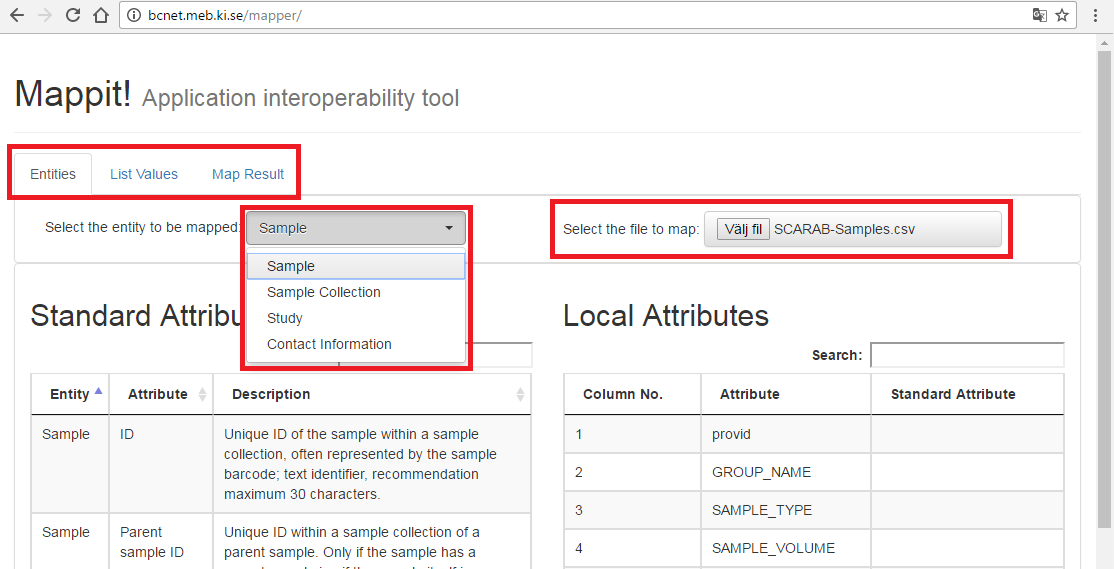 bcnet.meb.ki.se/mapper/
Mappit! Application interoperability tool
Entities List Values Map Result
Select the entity to be mapped: Sample
Select the file to map: Välj fil SCARAB-Samples.csv
Sample
Sample Collection
Study
Contact Information
Standard
Entity Attribute Description
Sample ID Unique ID of the sample within a sample
collection, often represented by the sample
barcode; text identifier, recommendation
maximum 30 characters.
Sample Parent Unique ID within a sample collection of a
sample ID parent sample. Only if the sample has a
Local Attributes
Search:
Column No. Attribute Standard Attribute
1 provid
2 GROUP_NAME
3 SAMPLE_TYPE
4 SAMPLE_VOLUME